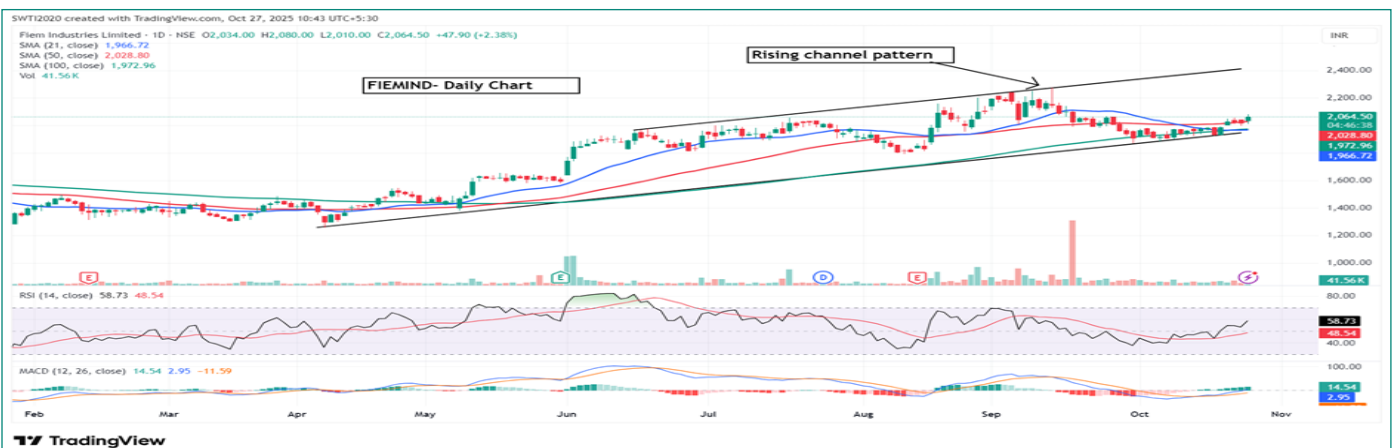 SWTI2020 created with TradingView.com, Oct 27, 2025 10:43 UTC+5:30
Fiem Industries Limited · 1D · NSE O2,034.00 H2,080.00 L2,010.00 C2,064.50 +47.90 (+2.38%)
INR
SMA (21, close) 1,966.72
SMA (50, close) 2,028.80
SMA (100, close) 1,972.96
Vol 41.56K
Rising channel pattern
FIEMIND- Daily Chart
2,400.00
2,200.00
2,064.50
04:46:38
2,028.80
1,972.96
1,966.72
1,600.00
1,400.00
1,200.00
1,000.00
E
E
D
E
41.56K
RSI (14, close) 58.73 48.54
80.00
58.73
48.54
40.00
MACD (12, 26, close) 14.54 2.95 −11.59
100.00
14.54
2.95
Feb Mar Apr May Jun Jul Aug Sep Oct Nov
TradingView